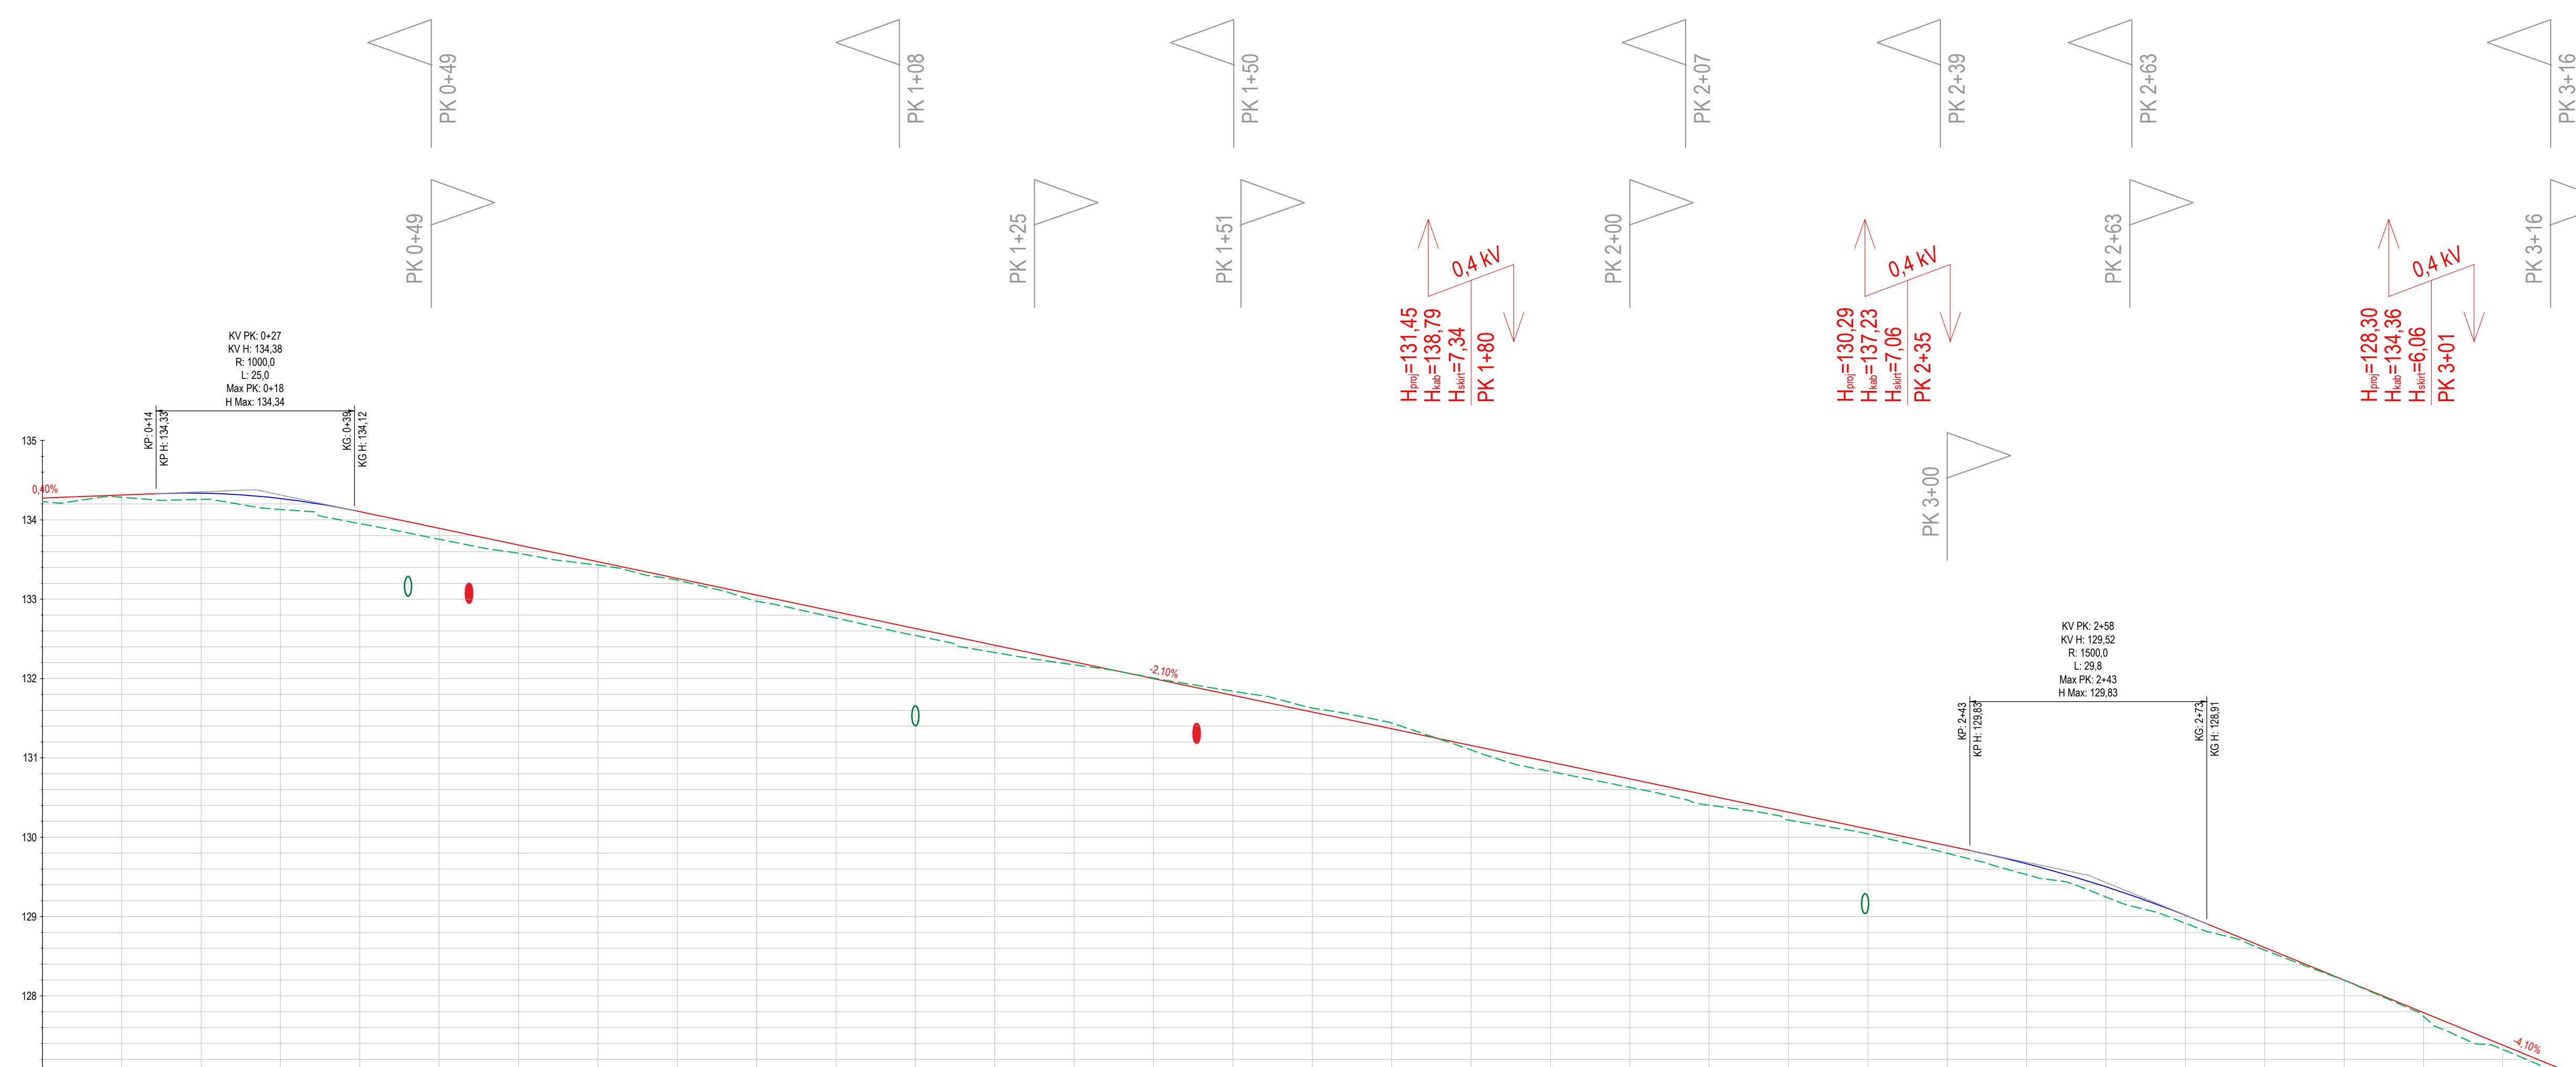 PK 0+49
PK 1+08
PK 1+50
PK 2+07
PK 2+39
PK 2+63
PK 3+16
PK 0+49
PK 1+25
PK 1+51
PK 2+00
PK 2+63
PK 3+16
0,4 kV
Hproj=131,45
Hkab=138,79
Hskirt=7,34
PK 1+80
0,4 kV
Hproj=130,29
Hkab=137,23
Hskirt=7,06
PK 2+35
0,4 kV
Hproj=128,30
Hkab=134,36
Hskirt=6,06
PK 3+01
KV PK: 0+27
KV H: 134,38
R: 1000,0
L: 25,0
Max PK: 0+18
H Max: 134,34
KP: 0+14
KP H: 134,33
KG: 0+39
KG H: 134,12
PK 3+00
135
0,40%
134
133
KV PK: 2+58
KV H: 129,52
R: 1500,0
L: 29,8
Max PK: 2+43
H Max: 129,83
KP: 2+43
KP H: 129,83
KG: 2+73
KG H: 128,91
132
-2,10%
131
130
129
128
-4,10%